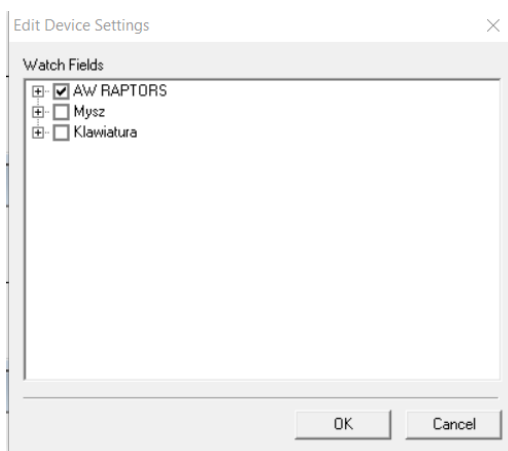 Edit Device Settings
Watch Fields
AW RAPTORS
Mysz
Klawiatura
OK
Cancel